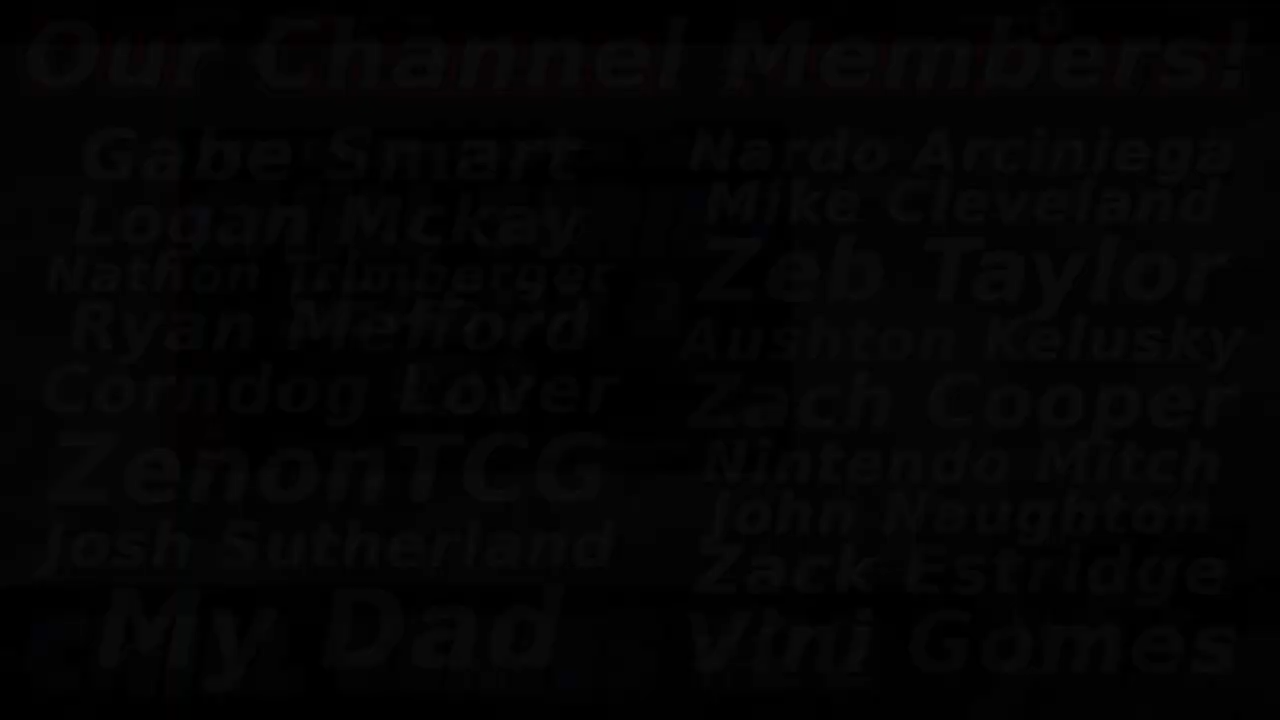 Our Channel Members!
Gabe Smart
Logan Mckay
Nathon Trimberger
Ryan Mefford
Corndog Lover
ZenonTCG
Josh Sutherland
My Dad
Nardo Arciniega
Mike Cleveland
Zeb Taylor
Aushton Kelusky
Zach Cooper
Nintendo Mitch
John Naughton
Zack Estridge
Vini Gomes